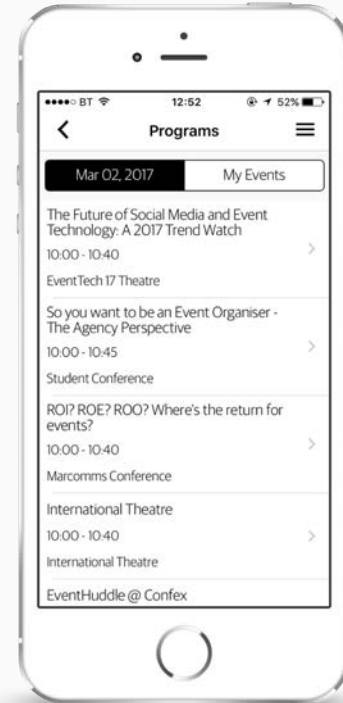 BT 12:52 52%
Programs
Mar 02, 2017 My Events
The Future of Social Media and Event
Technology: A 2017 Trend Watch
10:00 - 10:40
EventTech 17 Theatre
So you want to be an Event Organiser -
The Agency Perspective
10:00 - 10:45
Student Conference
ROI? ROE? ROO? Where's the return for
events?
10:00 - 10:40
Marcomms Conference
International Theatre
10:00 - 10:40
International Theatre
EventHuddle @ Confex